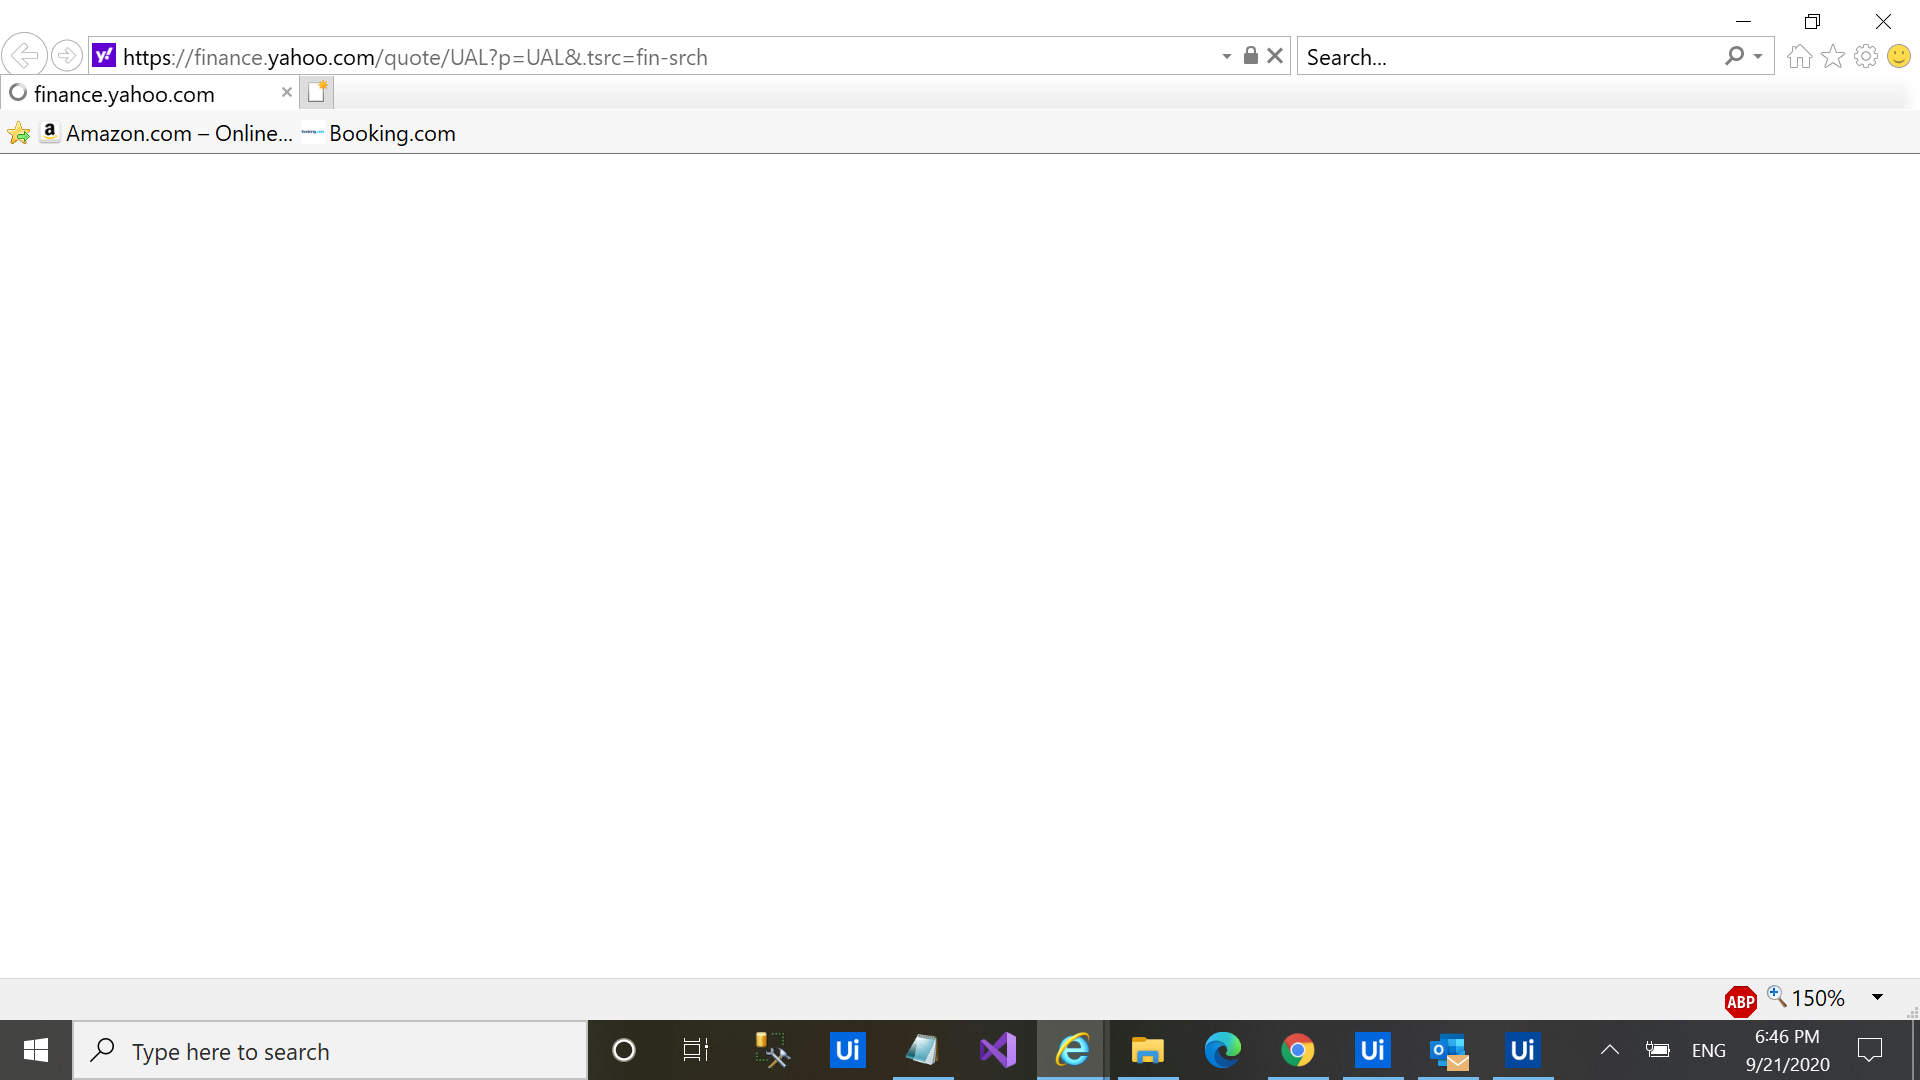 https://finance.yahoo.com/quote/UAL?p=UAL&.tsrc=fin-srch
Search...
finance.yahoo.com
Amazon.com – Online...
Booking.com
ABP
150%
Type here to search
Ui
Ui
Ui
ENG
6:46 PM
9/21/2020